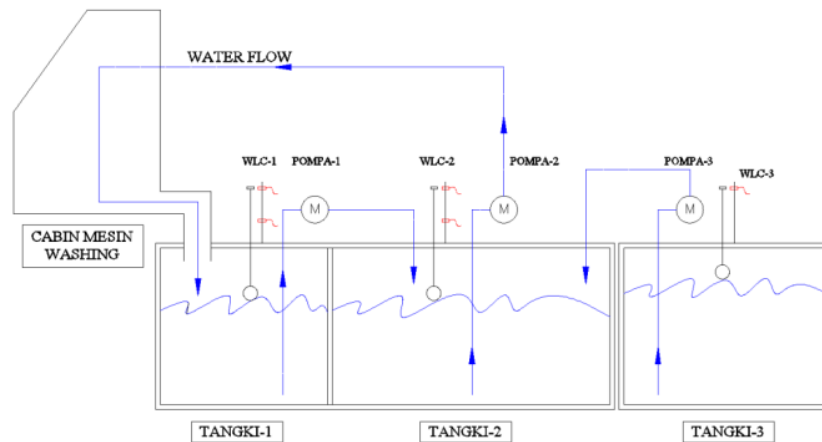 WATER FLOW
WLC-1
POMPA-1
WLC-2
POMPA-2
POMPA-3
WLC-3
M
M
M
CABIN MESIN
WASHING
TANGKI-1
TANGKI-2
TANGKI-3